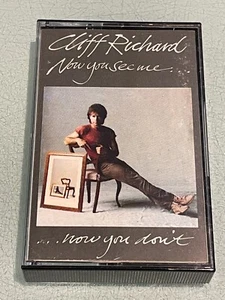 Cliff Richard
Now you see me.
... now you don't